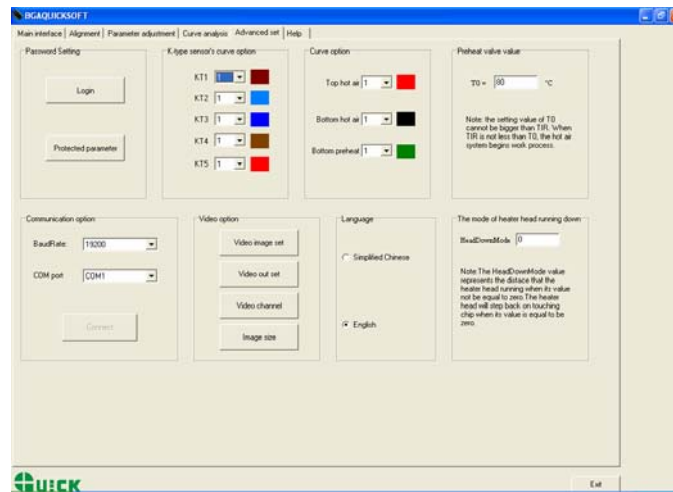 BGAQUICKSOFT
Main interface Alignment Parameter adjustment Curve analysis Advanced set Help
Password Setting
Login
Protected parameter
K-type sensor's curve option
KT1 1
KT2 1
KT3 1
KT4 1
KT5 1
Curve option
Top hot air 1
Bottom hot air 1
Bottom preheat 1
Preheat valve value
T0 = 80 °C
Note: the setting value of T0
cannot be bigger than TIR. When
TIR is not less than T0, the hot air
system begins work process.
Communication option
BaudRate 19200
COM port COM1
Connect
Video option
Video image set
Video out set
Video channel
Image size
Language
Simplified Chinese
English
The mode of heater head running down
HeadDownMode 0
Note:The HeadDownMode value
represents the distace that the
heater head running when its value
not be equal to zero.The heater
head will step back on touching
chip when its value is equal to be
zero.
QUICK
Exit